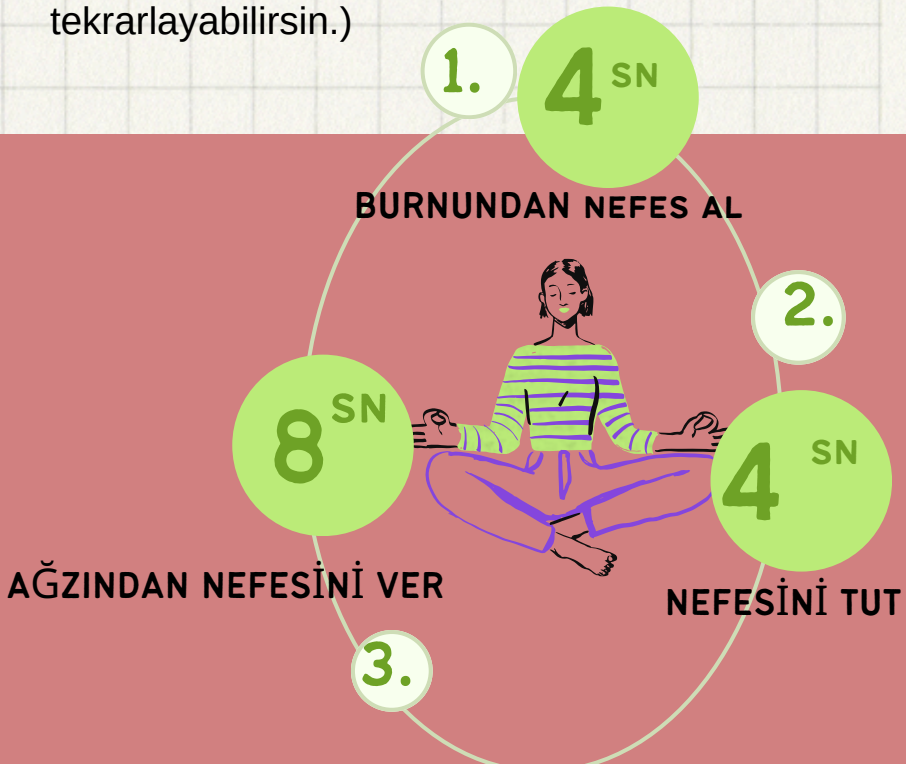 tekrarlayabilirsin.)
1.
4 SN
BURNUNDAN NEFES AL
2.
4 SN
NEFESİNİ TUT
8 SN
AĞZINDAN NEFESİNİ VER
3.